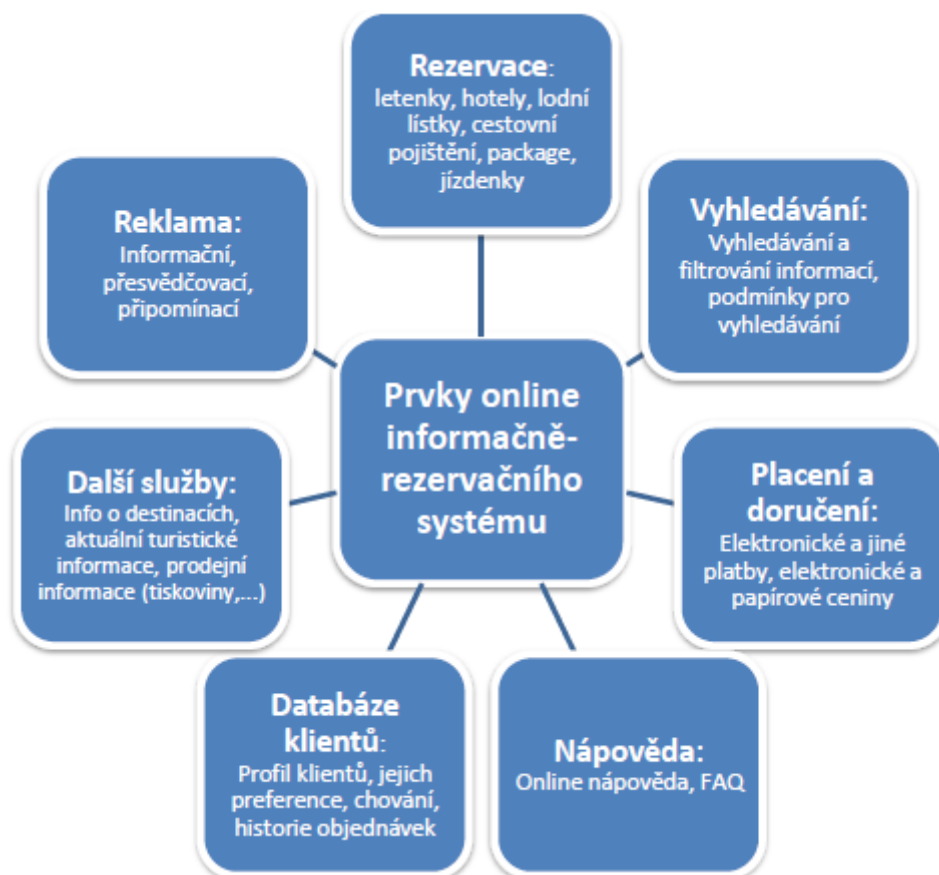 Rezervace:
letenky, hotely, lodní
lístky, cestovní
pojištění, package,
jízdenky
Vyhledávání:
Vyhledávání a
filtrování informací,
podmínky pro
vyhledávání
Placení a
doručení:
Elektronické a jiné
platby, elektronické a
papírové ceniny
Nápověda:
Online nápověda, FAQ
Databáze
klientů:
Profil klientů, jejich
preference, chování,
historie objednávek
Další služby:
Info o destinacích,
aktuální turistické
informace, prodejní
informace (tiskoviny,...)
Reklama:
Informační,
přesvědčovací,
připomínací
Prvky online
informačně-
rezervačního
systému